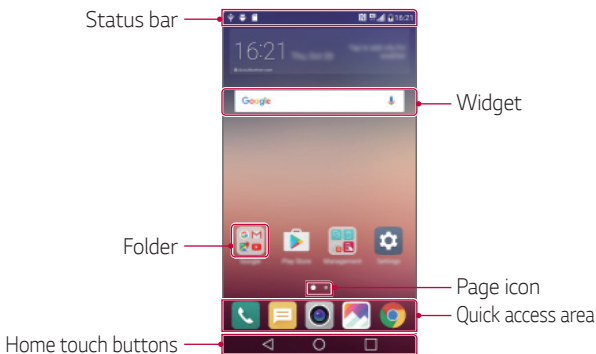 Status bar
16:21
16:21
Google
Widget
Folder
Google
Play Store
Management
Settings
Page icon
Quick access area
Home touch buttons